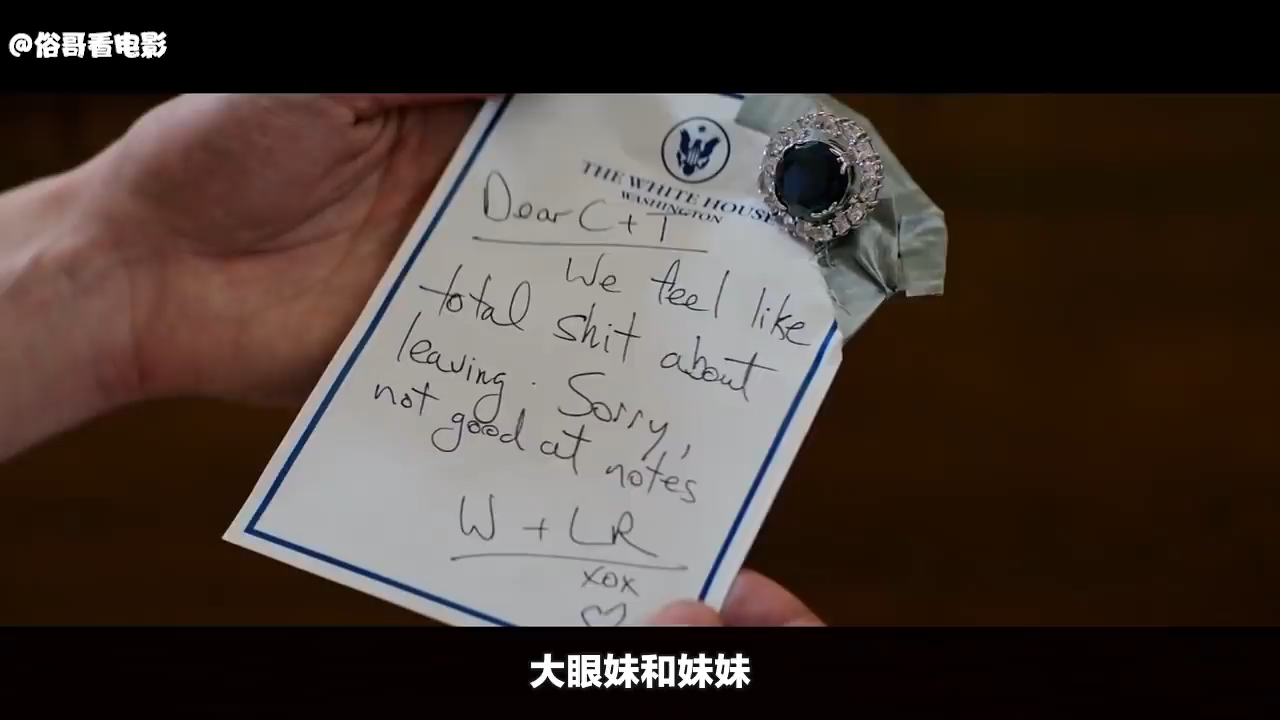 @俗哥看电影
THE WHITE HOUSE
WASHINGTON
Dear C + T
We feel like
total shit about
leaving. Sorry,
not good at notes
W + LR
xox
大眼妹和妹妹